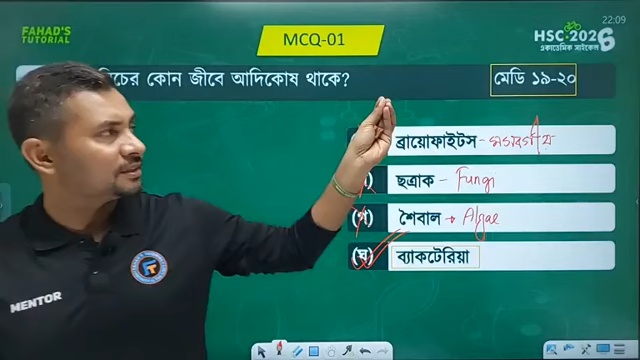 FAHAD'S
TUTORIAL
MCQ-01
22:09
HSC 2026
একাডেমিক সাইকেল
কোন জীবে আদিকোষ থাকে?
মেডি ১৯-২০
ব্রায়োফাইটস -
ছত্রাক - Fungi
(গ) শৈবাল → Algae
(ঘ) ব্যাকটেরিয়া
MENTOR